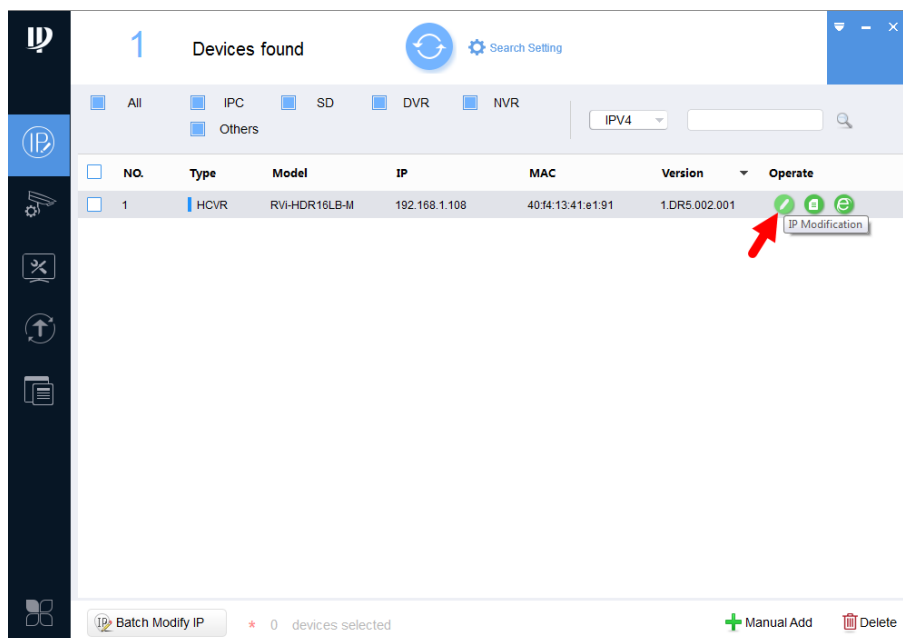 1 Devices found Search Setting
All IPC SD DVR NVR
Others
IPV4
NO. Type Model IP MAC Version Operate
1 HCVR RVi-HDR16LB-M 192.168.1.108 40:f4:13:41:e1:91 1.DR5.002.001
IP Modification
Batch Modify IP * 0 devices selected Manual Add Delete